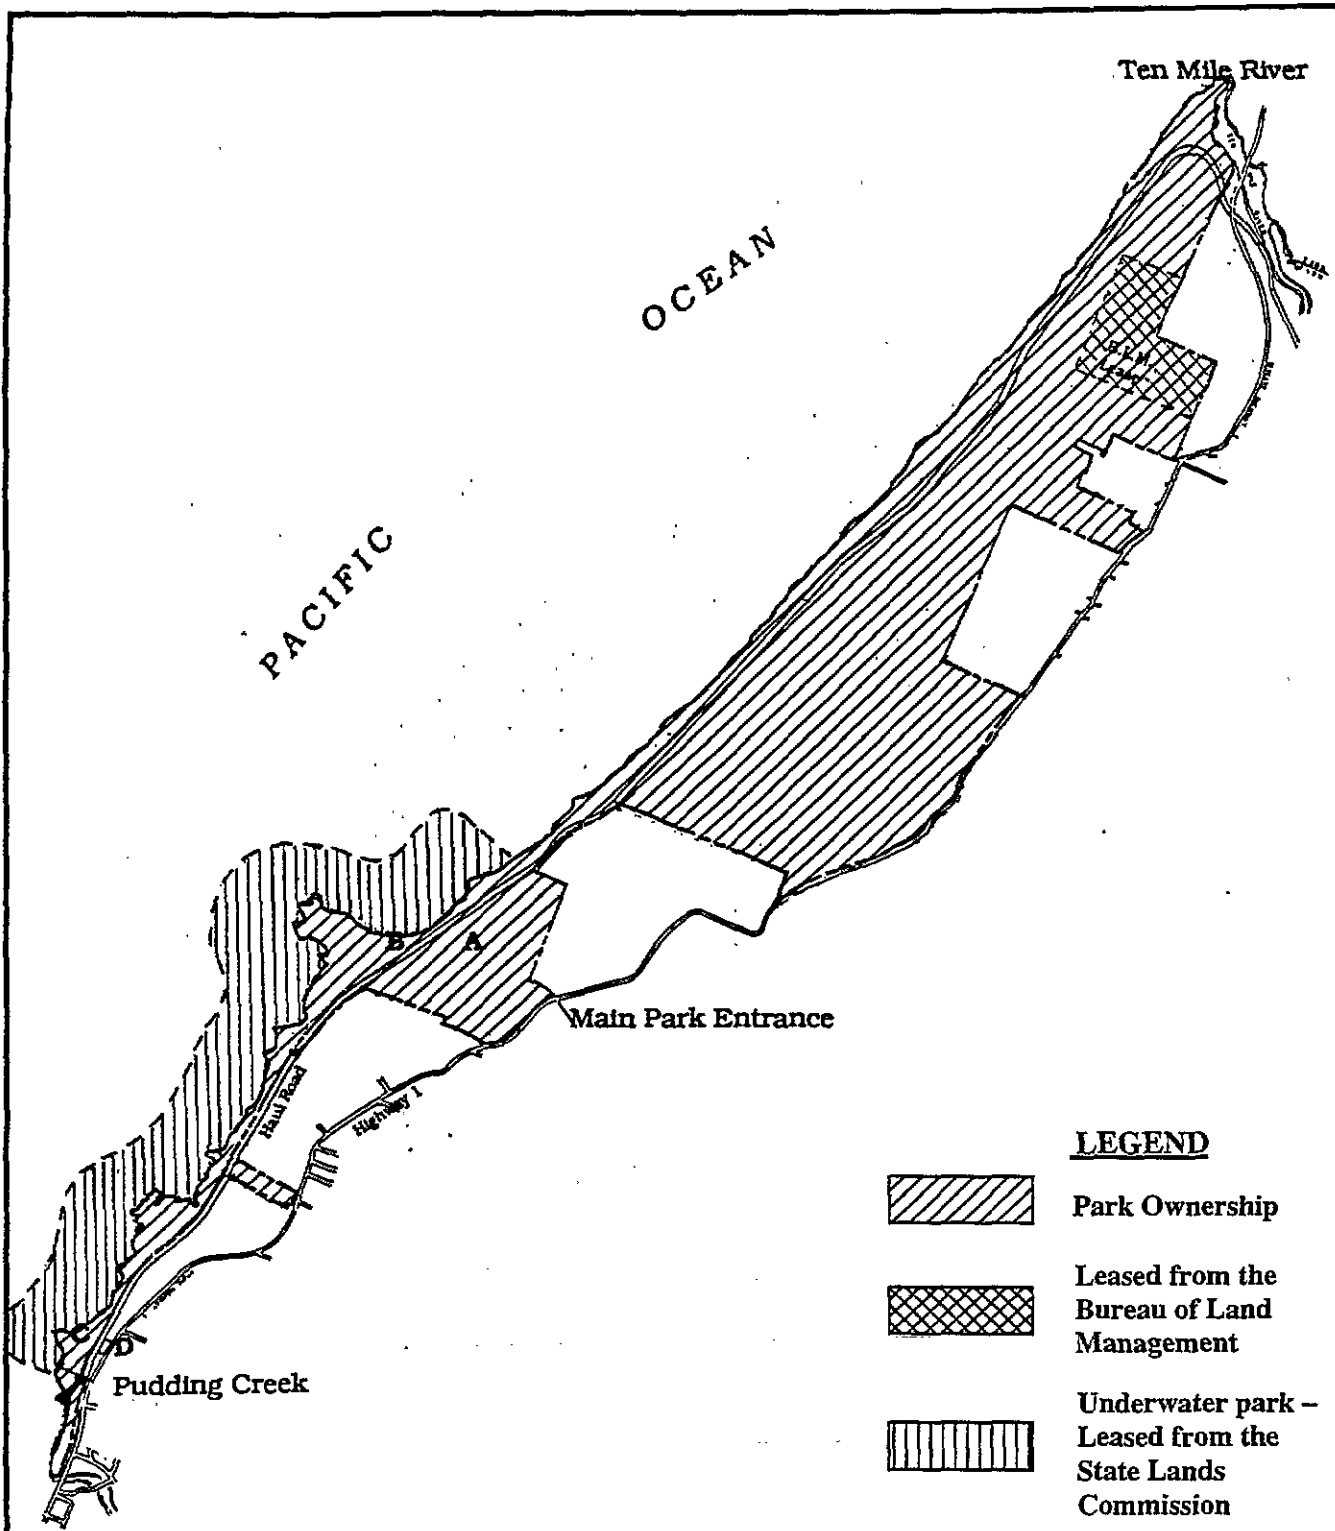 Ten Mile River
OCEAN
PACIFIC
B.L.M.
B
A
Main Park Entrance
Haul Road
Highway 1
C
D
Pudding Creek
LEGEND
Park Ownership
Leased from the
Bureau of Land
Management
Underwater park –
Leased from the
State Lands
Commission